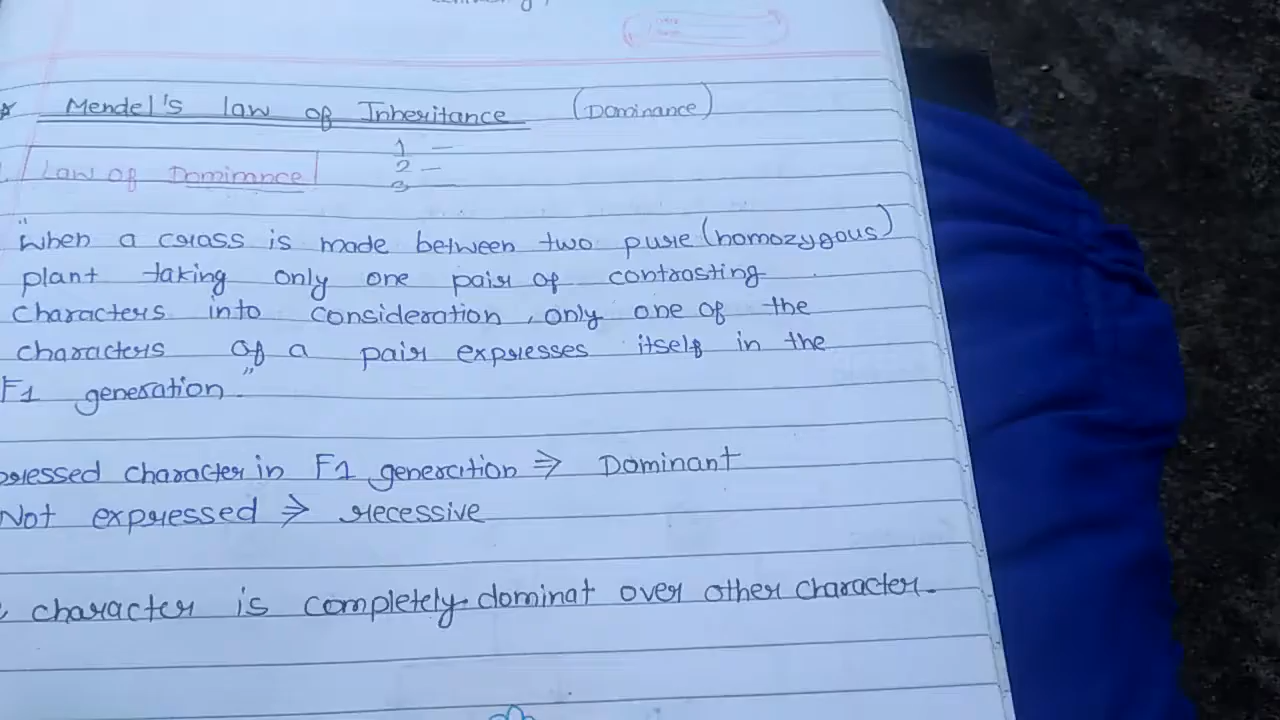 ☆ Mendel's law of Inheritance (Dominance)
1 -
2 -
3 -
Law of Dominance
"When a cross is made between two pure (homozygous)
plant taking only one pair of contrasting
characters into consideration, only one of the
characters of a pair expresses itself in the
F1 generation."
pressed character in F1 generation ⇒ Dominant
Not expressed ⇒ recessive
character is completely dominat over other character.